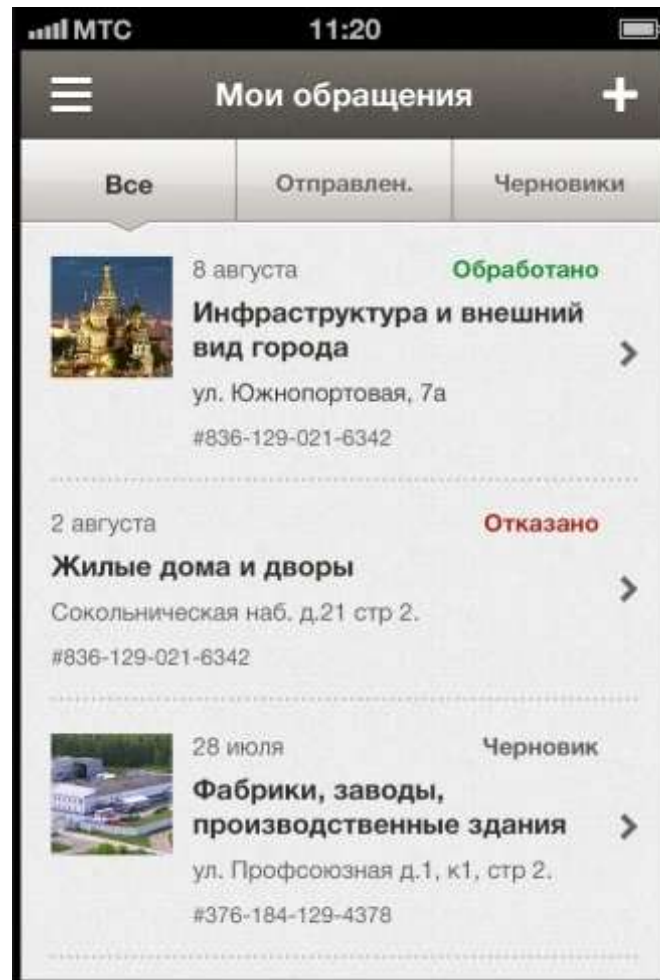 МТС 11:20
Мои обращения
Все Отправлен. Черновики
8 августа Обработано
Инфраструктура и внешний
вид города
ул. Южнопортовая, 7а
#836-129-021-6342
2 августа Отказано
Жилые дома и дворы
Сокольническая наб. д.21 стр 2.
#836-129-021-6342
28 июля Черновик
Фабрики, заводы,
производственные здания
ул. Профсоюзная д.1, к1, стр 2.
#376-184-129-4378